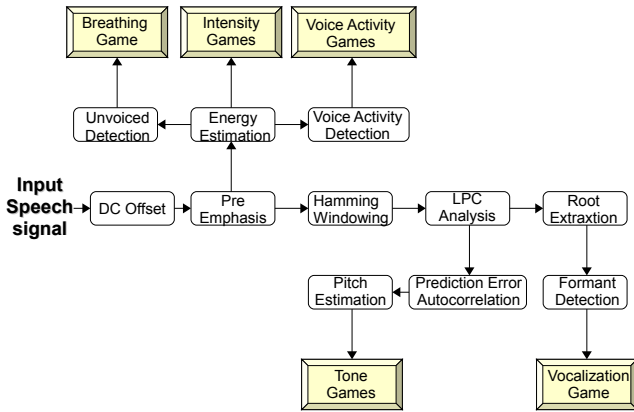 Breathing
Game
Intensity
Games
Voice Activity
Games
Unvoiced
Detection
Energy
Estimation
Voice Activity
Detection
Input
Speech
signal
DC Offset
Pre
Emphasis
Hamming
Windowing
LPC
Analysis
Root
Extraxtion
Pitch
Estimation
Prediction Error
Autocorrelation
Formant
Detection
Tone
Games
Vocalization
Game